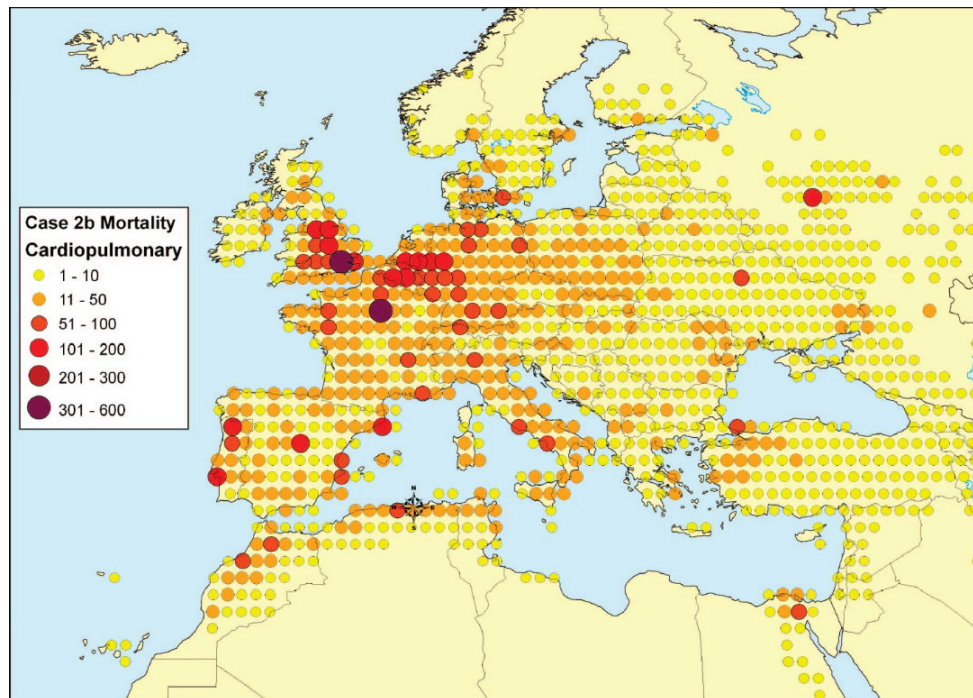 Case 2b Mortality
Cardiopulmonary
1 - 10
11 - 50
51 - 100
101 - 200
201 - 300
301 - 600
N
W E
S